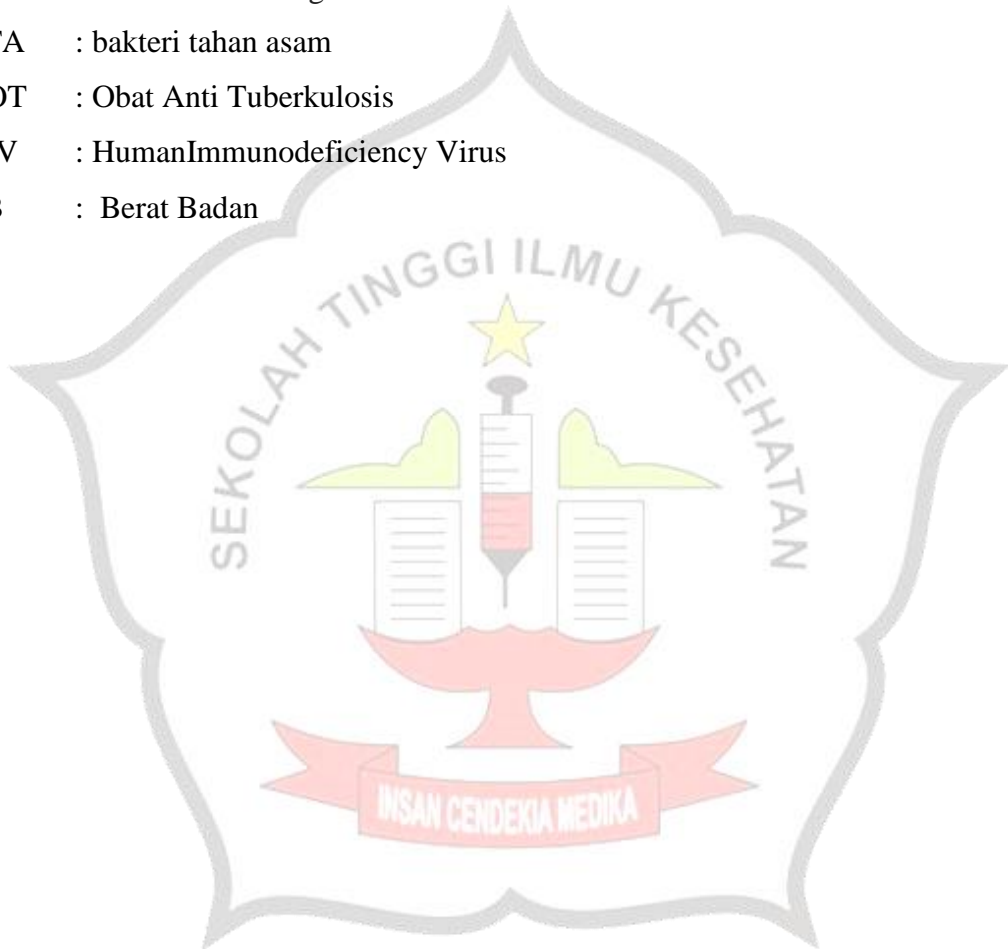 TA : bakteri tahan asam
OT : Obat Anti Tuberkulosis
V : HumanImmunodeficiency Virus
B : Berat Badan
SEKOLAH TINGGI ILMU KESEHATAN
INSAN CENDEKIA MEDIKA